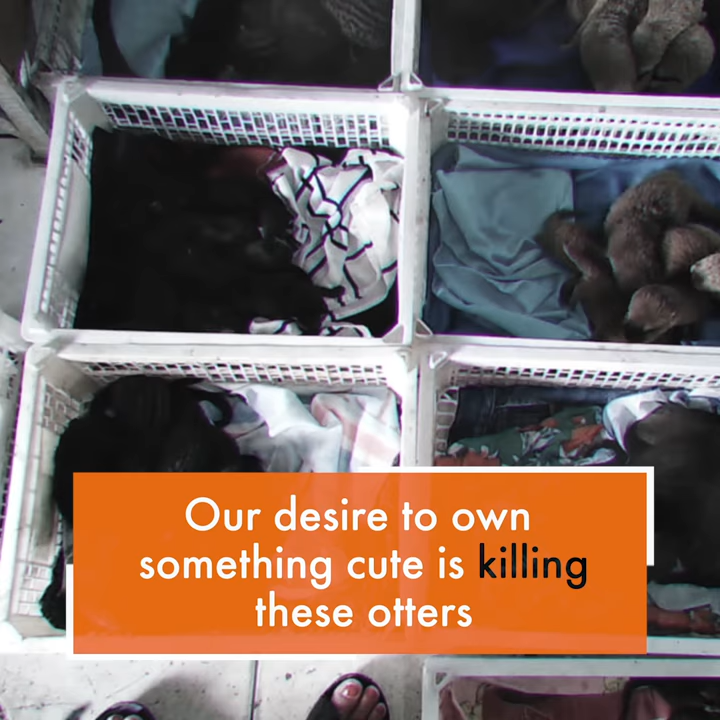 Our desire to own
something cute is killing
these otters